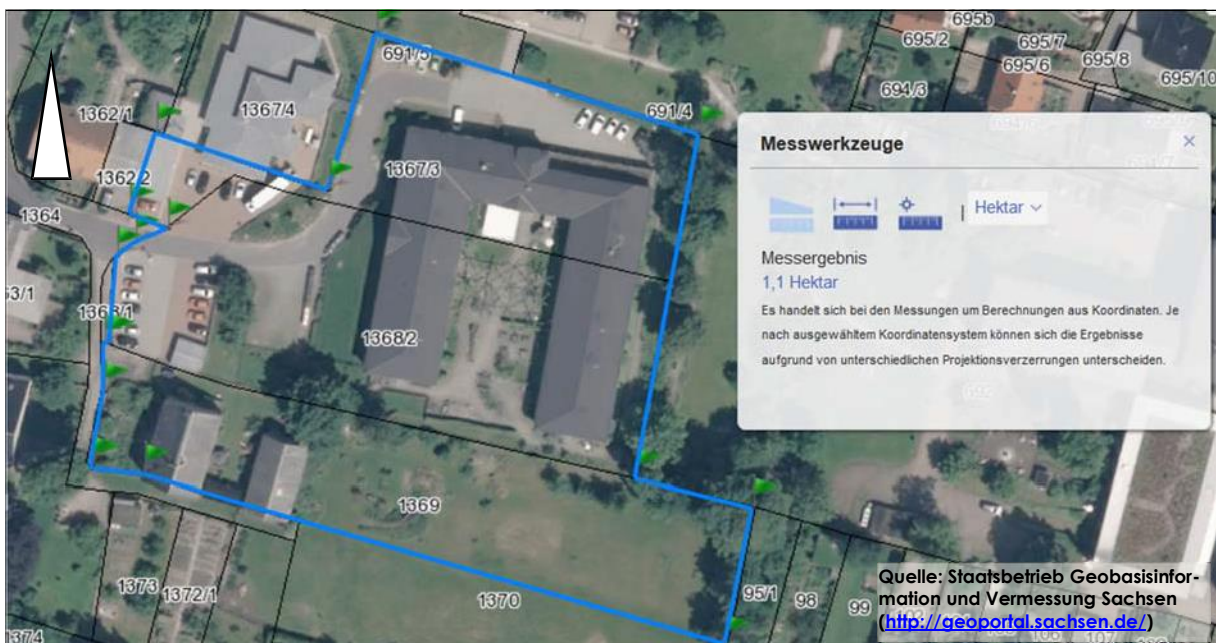 695b
695/2
695/7
691/5
695/6
695/8
695/10
694/3
1362/1
1367/4
691/4
Messwerkzeuge
×
1367/3
1362/2
1364
| Hektar
Messergebnis
1,1 Hektar
53/1
Es handelt sich bei den Messungen um Berechnungen aus Koordinaten. Je
nach ausgewähltem Koordinatensystem können sich die Ergebnisse
aufgrund von unterschiedlichen Projektionsverzerrungen unterscheiden.
1368/2
1369
Quelle: Staatsbetrieb Geobasisinfor-
mation und Vermessung Sachsen
(http://geoportal.sachsen.de/)
1373
1372/1
1370
95/1
98
99
1374